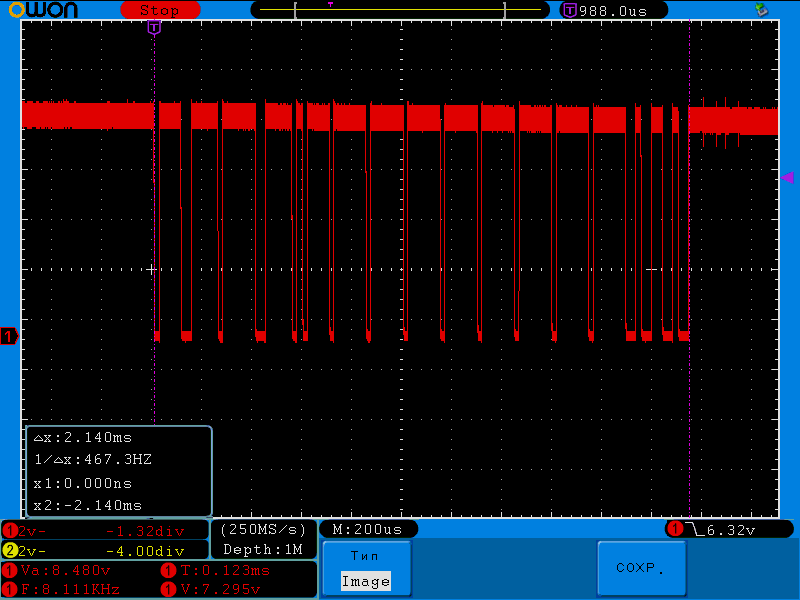 OWON Stop T T 988.0us
T
1
△x:2.140ms
1/△x:467.3HZ
x1:0.000ns
x2:-2.140ms
1 2v- -1.32div (250MS/s) M:200us 1 6.32v
2 2v- -4.00div Depth:1M
1 Va:8.480v 1 T:0.123ms
1 F:8.111KHz 1 V:7.295v
Тип
Image
СОХР.